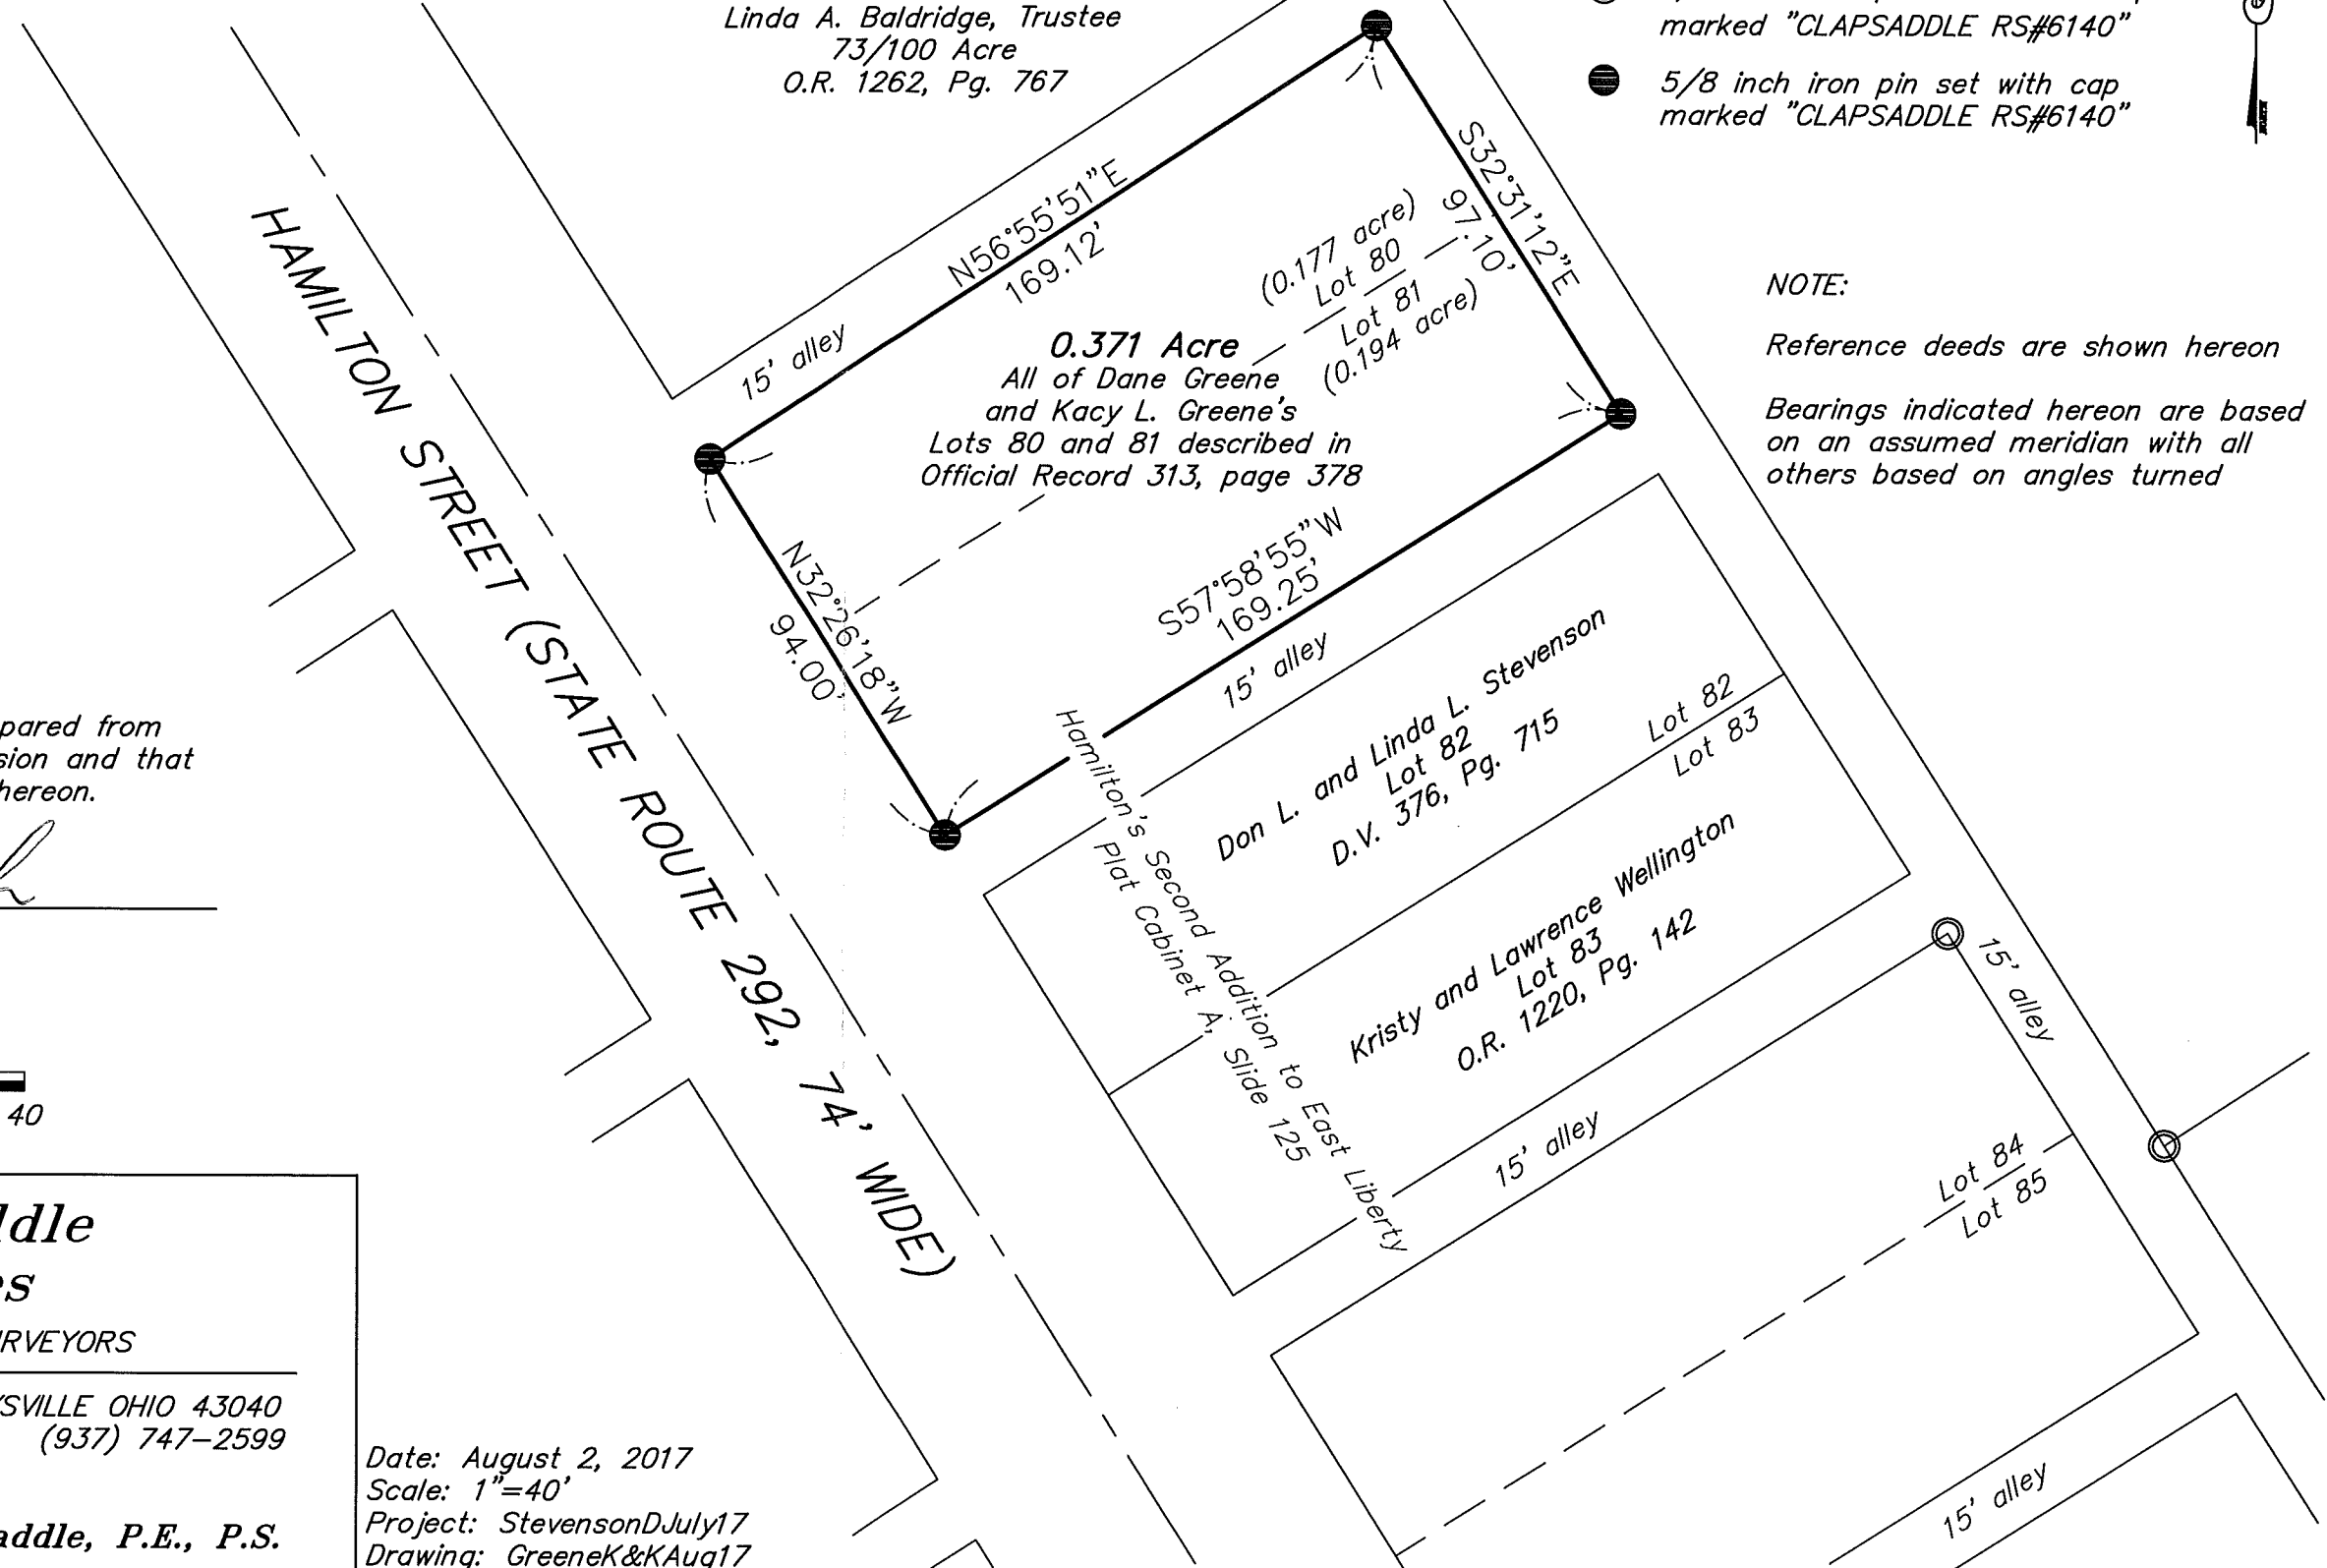 Linda A. Baldridge, Trustee
73/100 Acre
O.R. 1262, Pg. 767
marked "CLAPSADDLE RS#6140"
5/8 inch iron pin set with cap
marked "CLAPSADDLE RS#6140"
NORTH
NOTE:
Reference deeds are shown hereon
Bearings indicated hereon are based
on an assumed meridian with all
others based on angles turned
HAMILTON STREET (STATE ROUTE 292, 74' WIDE)
N56°55'51"E
169.12'
15' alley
S32°31'12"E
97.10'
(0.177 acre)
Lot 80
Lot 81
(0.194 acre)
0.371 Acre
All of Dane Greene
and Kacy L. Greene's
Lots 80 and 81 described in
Official Record 313, page 378
N32°26'18"W
94.00'
S57°58'55"W
169.25'
15' alley
Hamilton's Second Addition to East Liberty
Plat Cabinet A, Slide 125
Don L. and Linda L. Stevenson
Lot 82
D.V. 376, Pg. 715
Lot 82
Lot 83
Kristy and Lawrence Wellington
Lot 83
O.R. 1220, Pg. 142
15' alley
15' alley
Lot 84
Lot 85
15' alley
pared from
sion and that
hereon.
40
ddle
es
RVEYORS
YSVILLE OHIO 43040
(937) 747-2599
addle, P.E., P.S.
Date: August 2, 2017
Scale: 1"=40'
Project: StevensonDJuly17
Drawing: GreeneK&KAug17